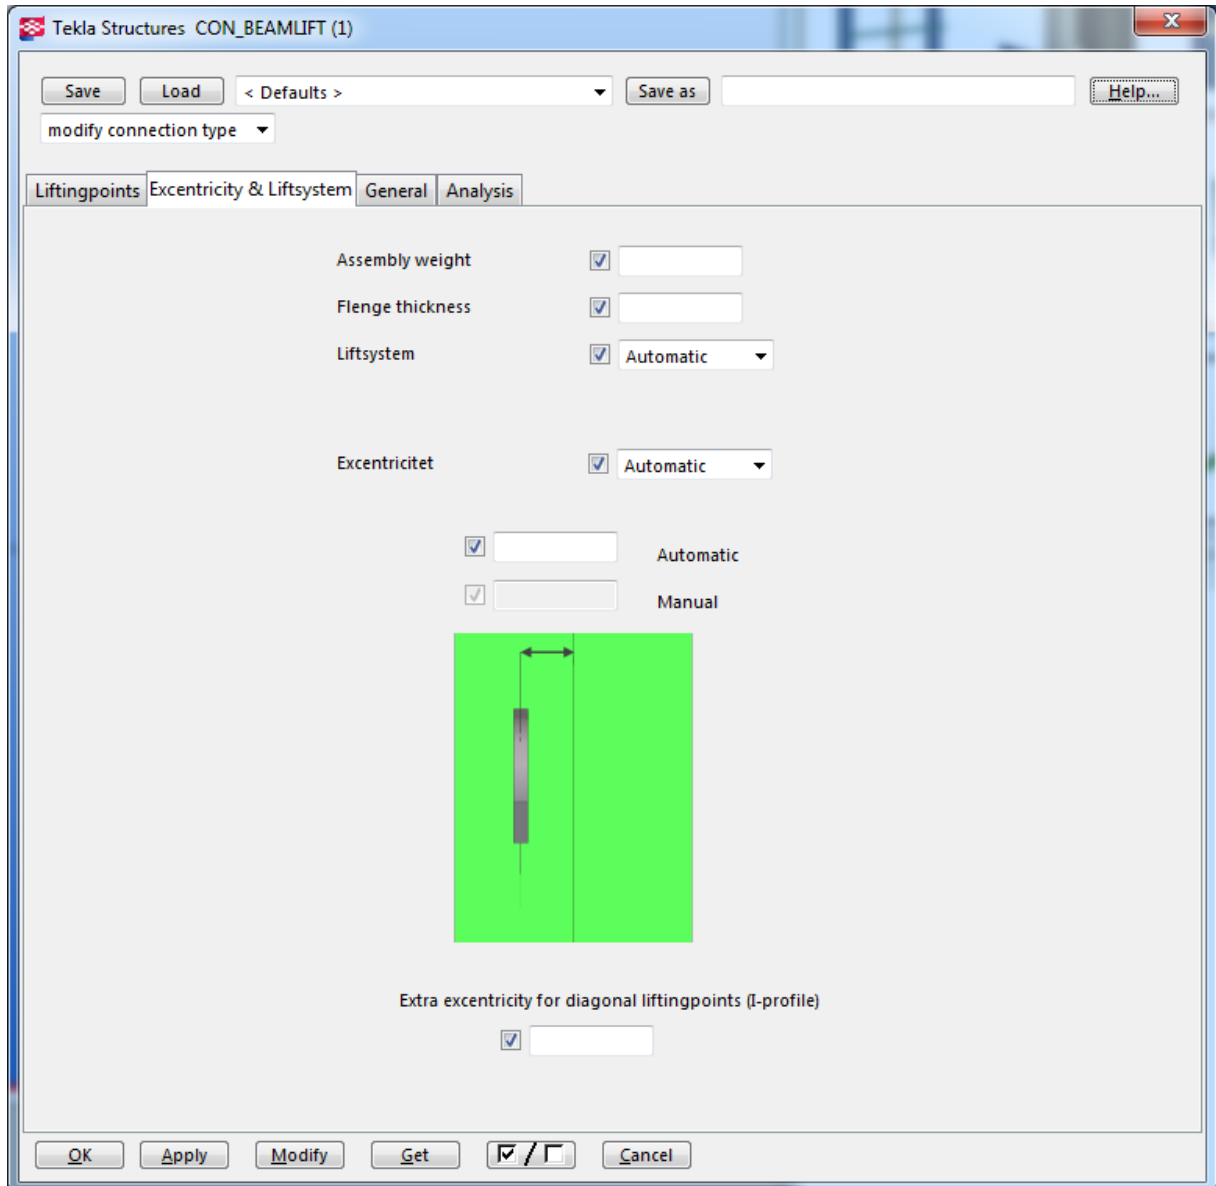 Tekla Structures CON_BEAMLIFT (1)
Save Load < Defaults > Save as Help...
modify connection type
Liftingpoints Excentricity & Liftsystem General Analysis
Assembly weight
Flenge thickness
Liftsystem Automatic
Excentricitet Automatic
Automatic
Manual
Extra excentricity for diagonal liftingpoints (I-profile)
OK Apply Modify Get / Cancel